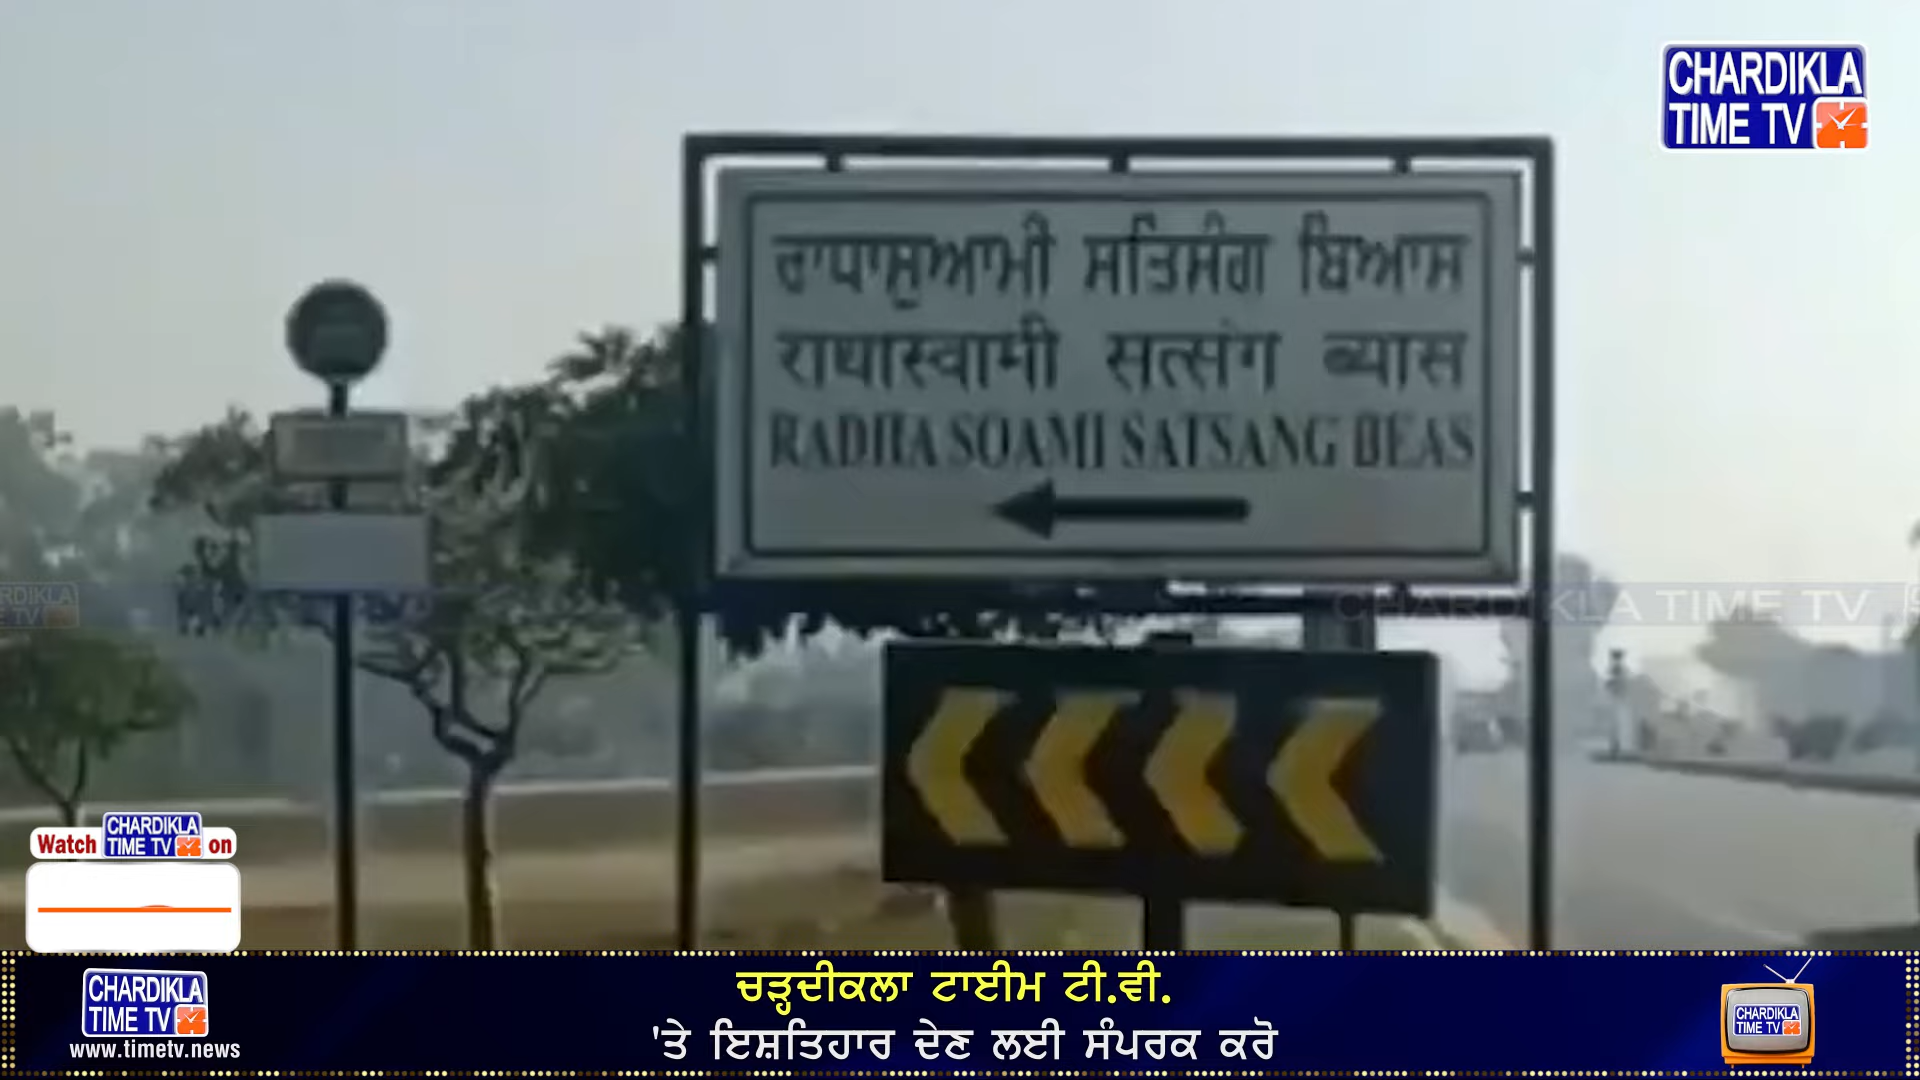 CHARDIKLA
TIME TV
ਰਾਧਾਸੁਆਮੀ ਸਤਿਸੰਗ ਬਿਆਸ
राधास्वामी सत्संग ब्यास
RADHA SOAMI SATSANG BEAS
CHARDIKLA TIME TV
Watch CHARDIKLA TIME TV on
CHARDIKLA
TIME TV
www.timetv.news
ਚੜ੍ਹਦੀਕਲਾ ਟਾਈਮ ਟੀ.ਵੀ.
'ਤੇ ਇਸ਼ਤਿਹਾਰ ਦੇਣ ਲਈ ਸੰਪਰਕ ਕਰੋ
CHARDIKLA
TIME TV